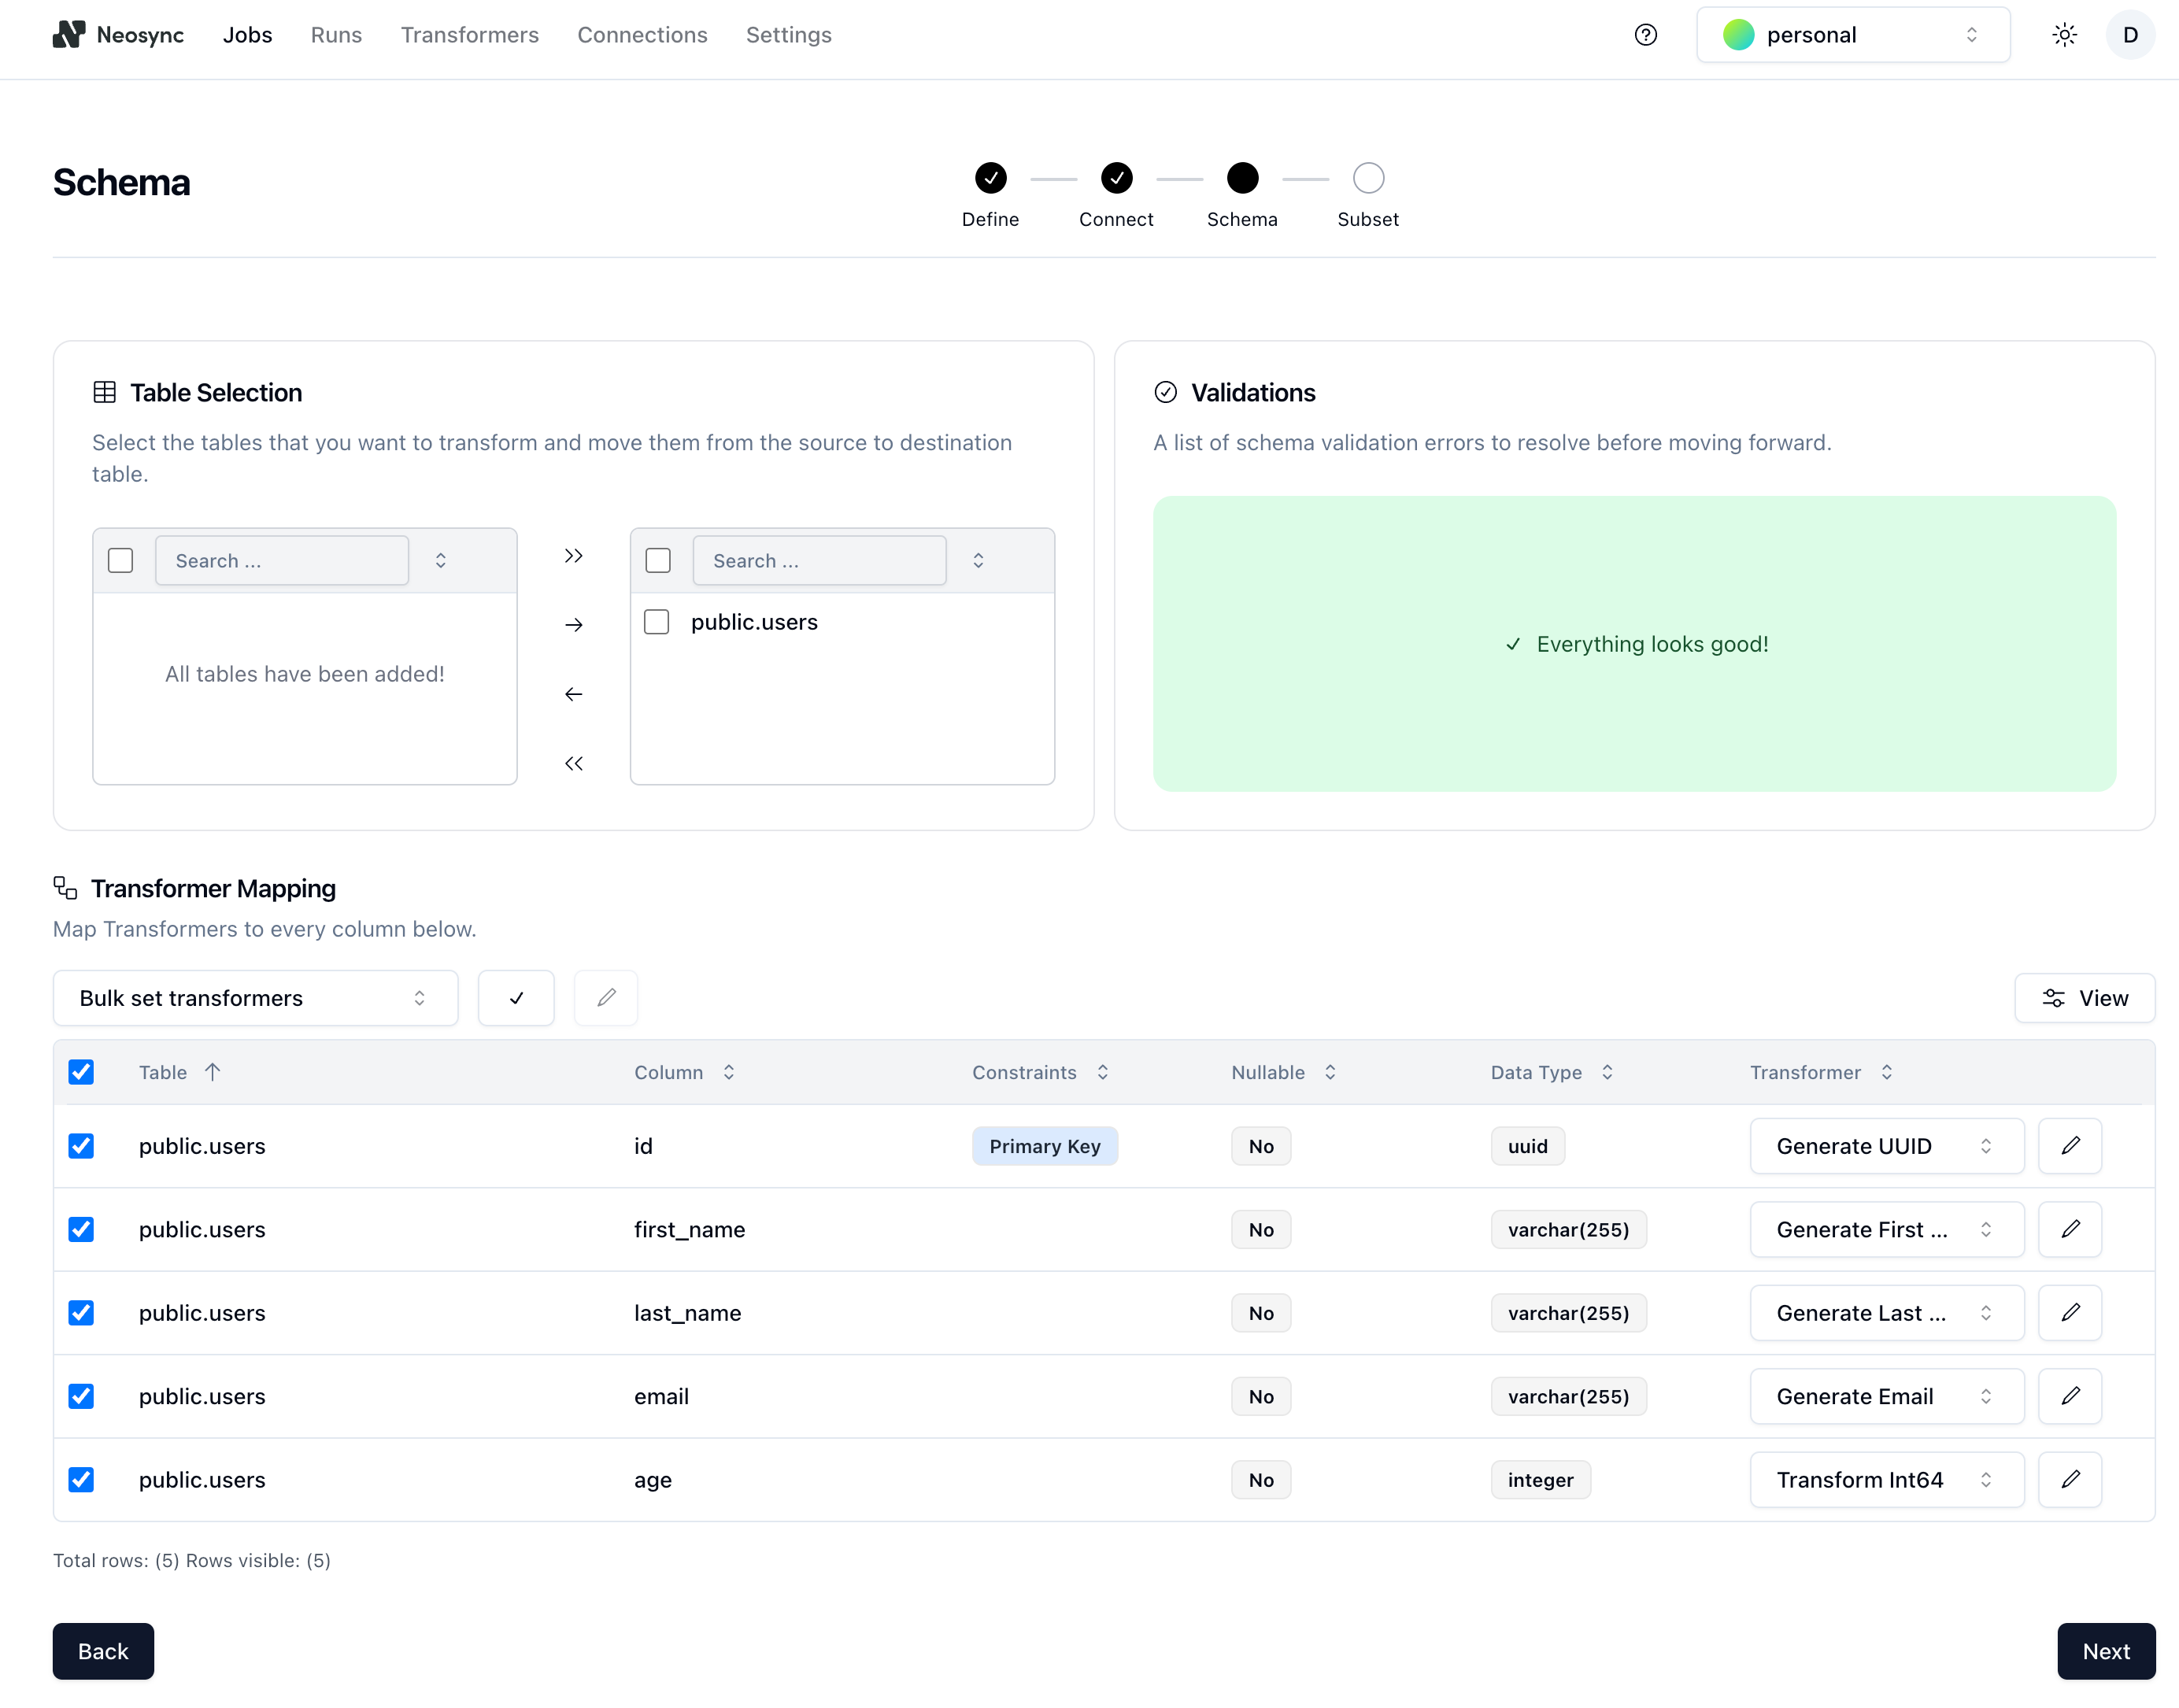 Neosync Jobs Runs Transformers Connections Settings personal D
Schema
Define Connect Schema Subset
Table Selection
Select the tables that you want to transform and move them from the source to destination
table.
Search ...
All tables have been added!
Search ...
public.users
Validations
A list of schema validation errors to resolve before moving forward.
Everything looks good!
Transformer Mapping
Map Transformers to every column below.
Bulk set transformers View
Table Column Constraints Nullable Data Type Transformer
public.users id Primary Key No uuid Generate UUID
public.users first_name No varchar(255) Generate First ...
public.users last_name No varchar(255) Generate Last ...
public.users email No varchar(255) Generate Email
public.users age No integer Transform Int64
Total rows: (5) Rows visible: (5)
Back Next